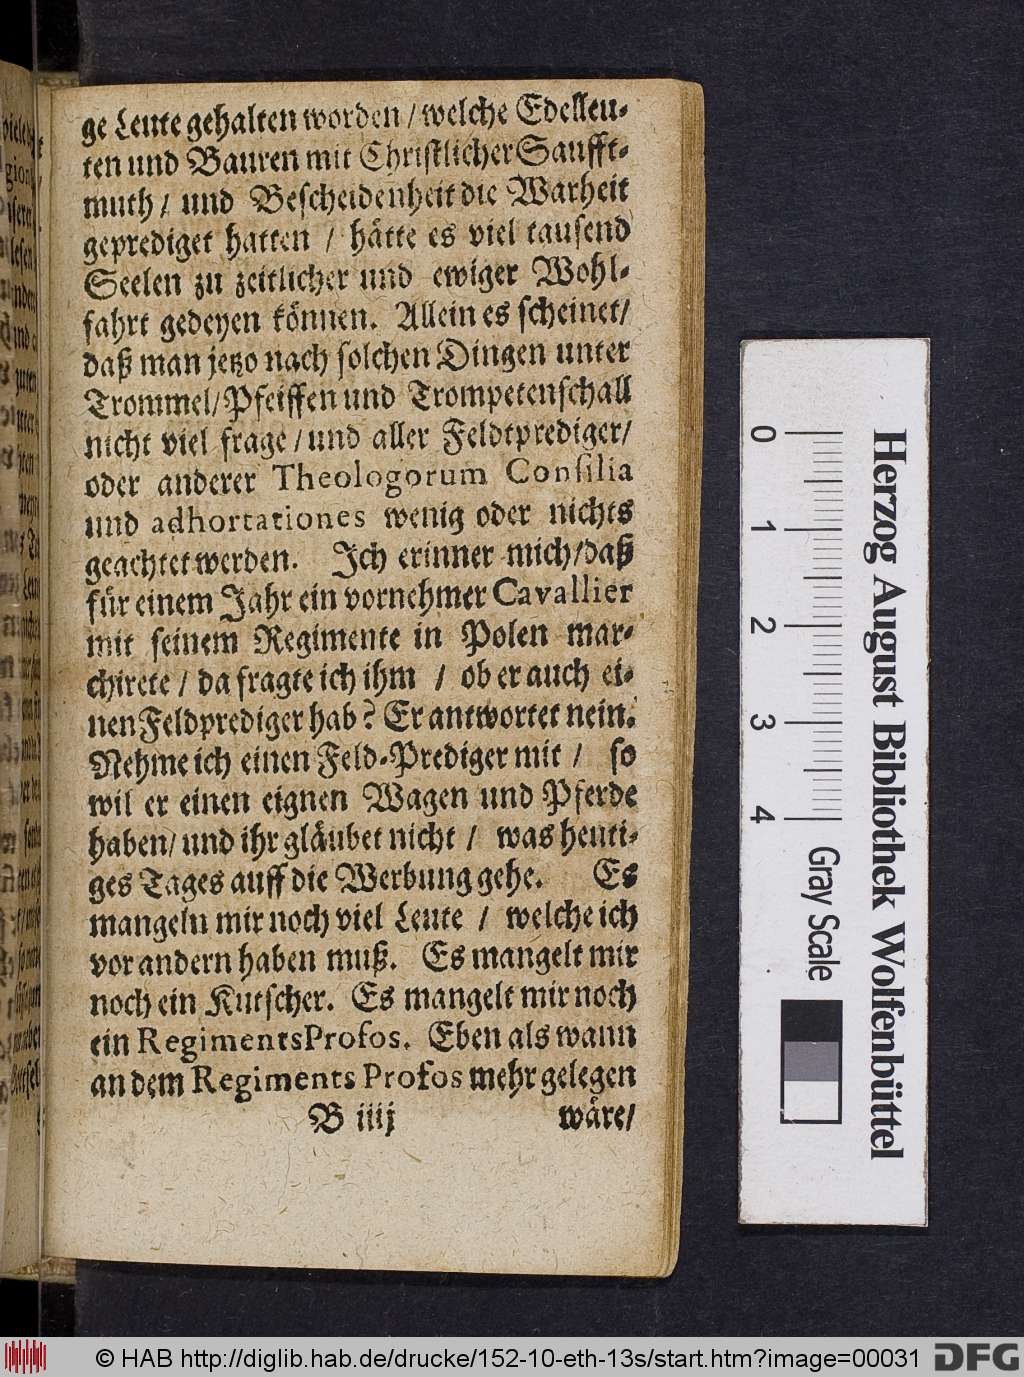 ge Leute gehalten worden / welche Edelleu-
ten und Bauren mit Christlicher Saufft-
muth / und Bescheidenheit die Warheit
geprediget hatten / hätte es viel tausend
Seelen zu zeitlicher und ewiger Wohl-
fahrt gedeyen können. Allein es scheinet /
daß man jetzo nach solchen Dingen unter
Trommel / Pfeiffen und Trompetenschall
nicht viel frage / und aller Feldtprediger /
oder anderer Theologorum Consilia
und adhortationes wenig oder nichts
geachtet werden. Ich erinner mich / daß
für einem Jahr ein vornehmer Cavallier
mit seinem Regimente in Polen mar-
chirete / da fragte ich ihm / ob er auch ei-
nen Feldprediger hab? Er antwortet nein.
Nehme ich einen Feld-Prediger mit / so
wil er einen eignen Wagen und Pferde
haben / und ihr gläubet nicht / was heuti-
ges Tages auff die Werbung gehe. Es
mangeln mir noch viel Leute / welche ich
vor andern haben muß. Es mangelt mir
noch ein Kutscher. Es mangelt mir noch
ein Regiments Profos. Eben als wann
an dem Regiments Profos mehr gelegen
B iiij wäre /
0 1 2 3 4 Gray Scale
Herzog August Bibliothek Wolfenbüttel
© HAB http://diglib.hab.de/drucke/152-10-eth-13s/start.htm?image=00031 DFG